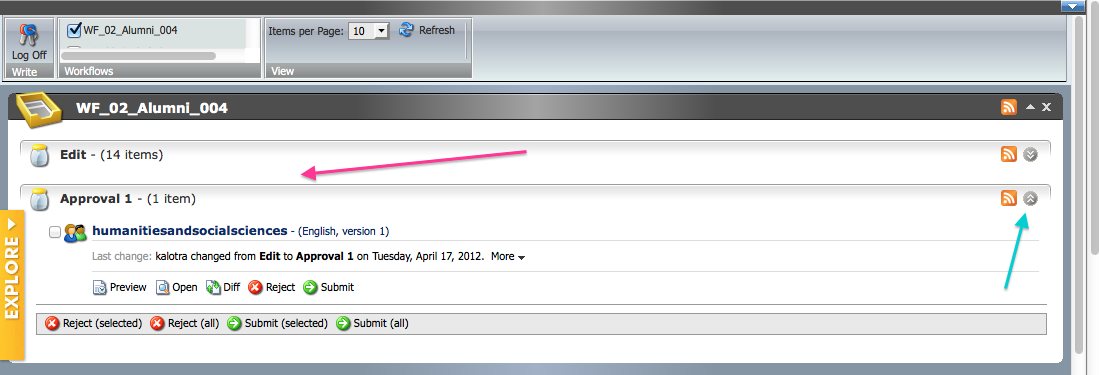 WF_02_Alumni_004
Items per Page: 10 Refresh
Log Off
Write Workflows View
WF_02_Alumni_004
Edit - (14 items)
Approval 1 - (1 item)
EXPLORE
humanitiesandsocialsciences - (English, version 1)
Last change: kalotra changed from Edit to Approval 1 on Tuesday, April 17, 2012. More
Preview Open Diff Reject Submit
Reject (selected) Reject (all) Submit (selected) Submit (all)